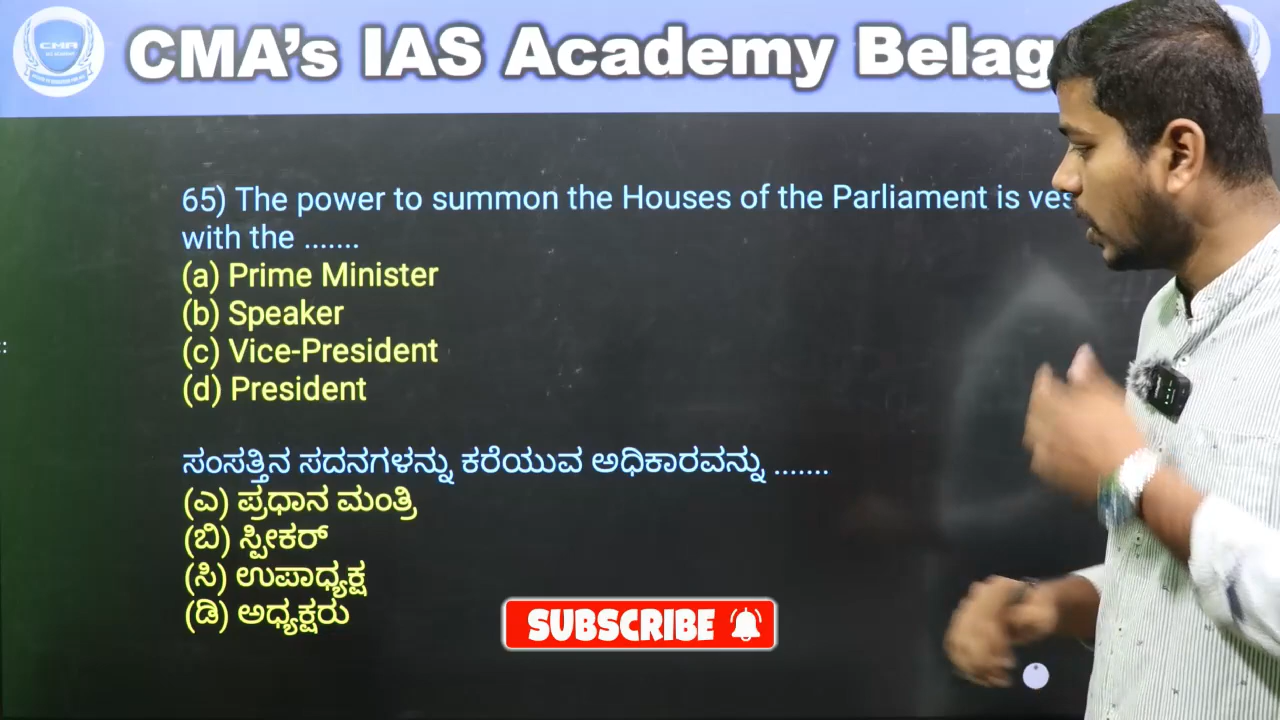 CMA
CMA's IAS Academy Belag
65) The power to summon the Houses of the Parliament is
with the .......
(a) Prime Minister
(b) Speaker
(c) Vice-President
(d) President
ಸಂಸತ್ತಿನ ಸದನಗಳನ್ನು ಕರೆಯುವ ಅಧಿಕಾರವನ್ನು .......
(ಎ) ಪ್ರಧಾನ ಮಂತ್ರಿ
(ಬಿ) ಸ್ಪೀಕರ್
(ಸಿ) ಉಪಾಧ್ಯಕ್ಷ
(ಡಿ) ಅಧ್ಯಕ್ಷರು
SUBSCRIBE